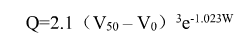 Q=2.1（V₅₀ – V₀）³e⁻¹·⁰²³ᵂ